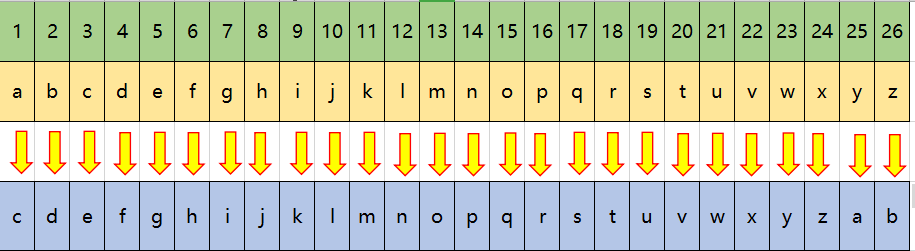 1 2 3 4 5 6 7 8 9 10 11 12 13 14 15 16 17 18 19 20 21 22 23 24 25 26
a b c d e f g h i j k l m n o p q r s t u v w x y z
c d e f g h i j k l m n o p q r s t u v w x y z a b